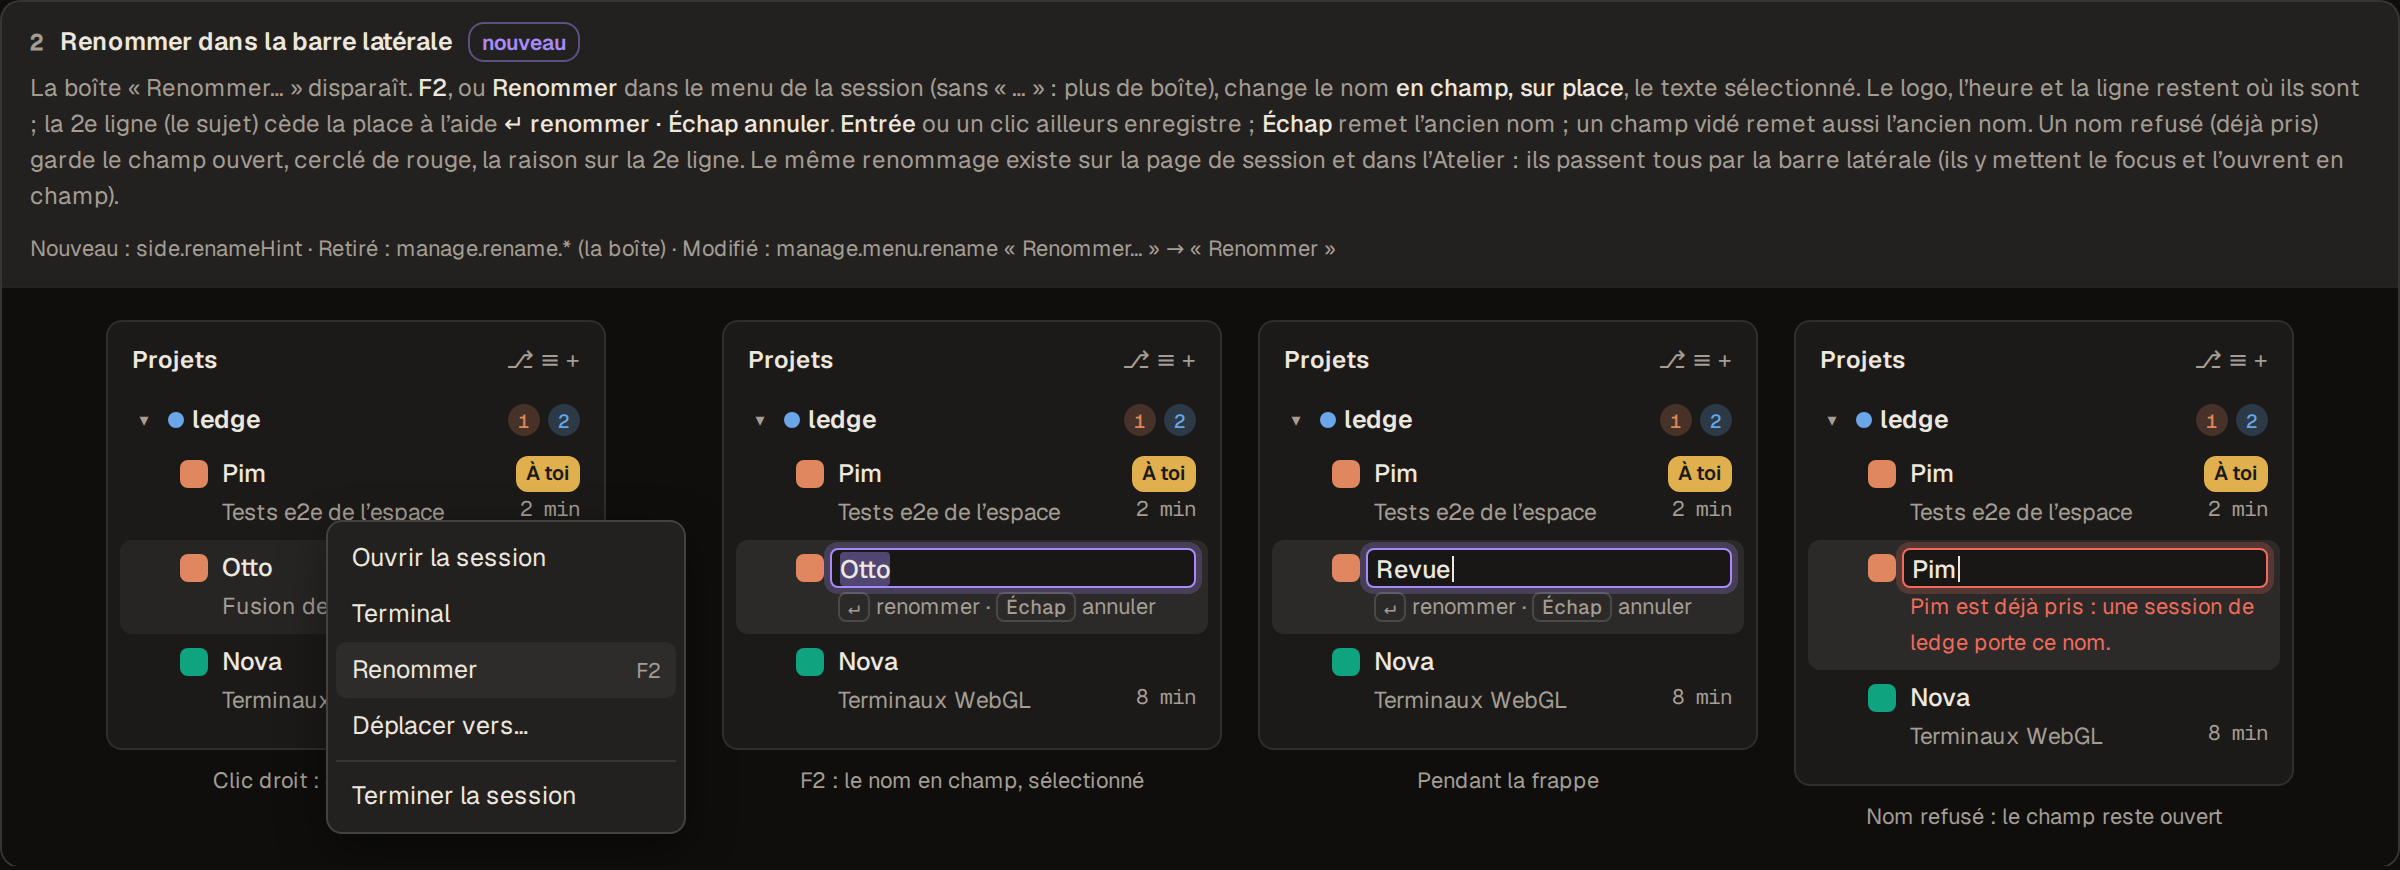 2 Renommer dans la barre latérale nouveau
La boîte « Renommer… » disparaît. F2, ou Renommer dans le menu de la session (sans « … » : plus de boîte), change le nom en champ, sur place, le texte sélectionné. Le logo, l’heure et la ligne restent où ils sont
; la 2e ligne (le sujet) cède la place à l’aide ↵ renommer · Échap annuler. Entrée ou un clic ailleurs enregistre ; Échap remet l’ancien nom ; un champ vidé remet aussi l’ancien nom. Un nom refusé (déjà pris)
garde le champ ouvert, cerclé de rouge, la raison sur la 2e ligne. Le même renommage existe sur la page de session et dans l’Atelier : ils passent tous par la barre latérale (ils y mettent le focus et l’ouvrent en
champ).
Nouveau : side.renameHint · Retiré : manage.rename.* (la boîte) · Modifié : manage.menu.rename « Renommer… » → « Renommer »
Projets ⎇ ≡ +
▾ ledge 1 2
Pim À toi
Tests e2e de l’espace 2 min
Otto
Fusion de
Nova
Terminaux
Ouvrir la session
Terminal
Renommer F2
Déplacer vers…
Terminer la session
Clic droit :
Projets ⎇ ≡ +
▾ ledge 1 2
Pim À toi
Tests e2e de l’espace 2 min
Otto
↵ renommer · Échap annuler
Nova
Terminaux WebGL 8 min
F2 : le nom en champ, sélectionné
Projets ⎇ ≡ +
▾ ledge 1 2
Pim À toi
Tests e2e de l’espace 2 min
Revue
↵ renommer · Échap annuler
Nova
Terminaux WebGL 8 min
Pendant la frappe
Projets ⎇ ≡ +
▾ ledge 1 2
Pim À toi
Tests e2e de l’espace 2 min
Pim
Pim est déjà pris : une session de
ledge porte ce nom.
Nova
Terminaux WebGL 8 min
Nom refusé : le champ reste ouvert